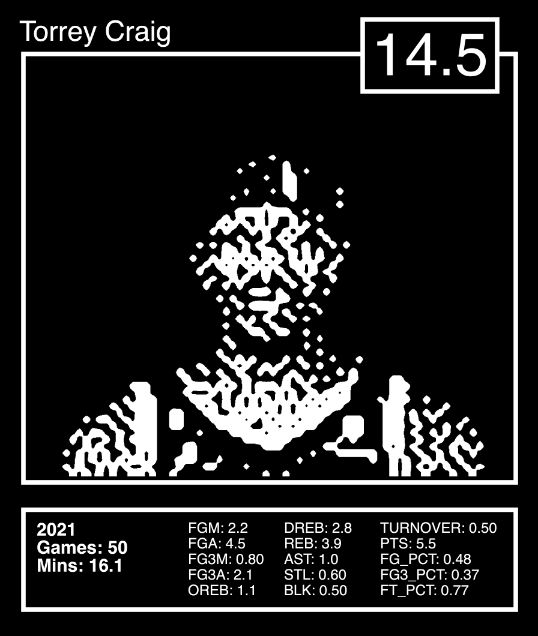 Torrey Craig
14.5
2021
Games: 50
Mins: 16.1
FGM: 2.2
FGA: 4.5
FG3M: 0.80
FG3A: 2.1
OREB: 1.1
DREB: 2.8
REB: 3.9
AST: 1.0
STL: 0.60
BLK: 0.50
TURNOVER: 0.50
PTS: 5.5
FG_PCT: 0.48
FG3_PCT: 0.37
FT_PCT: 0.77